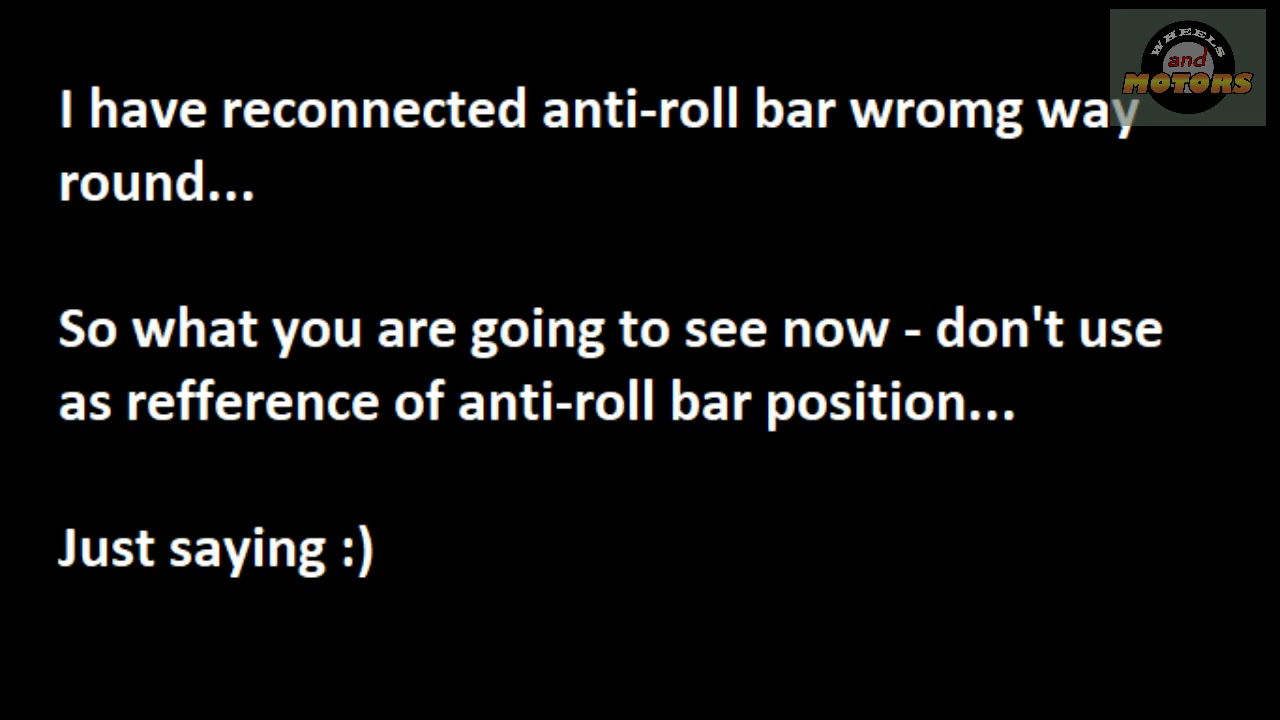 WHEELS
and
MOTORS
I have reconnected anti-roll bar wromg way
round...
So what you are going to see now - don't use
as refference of anti-roll bar position...
Just saying :)